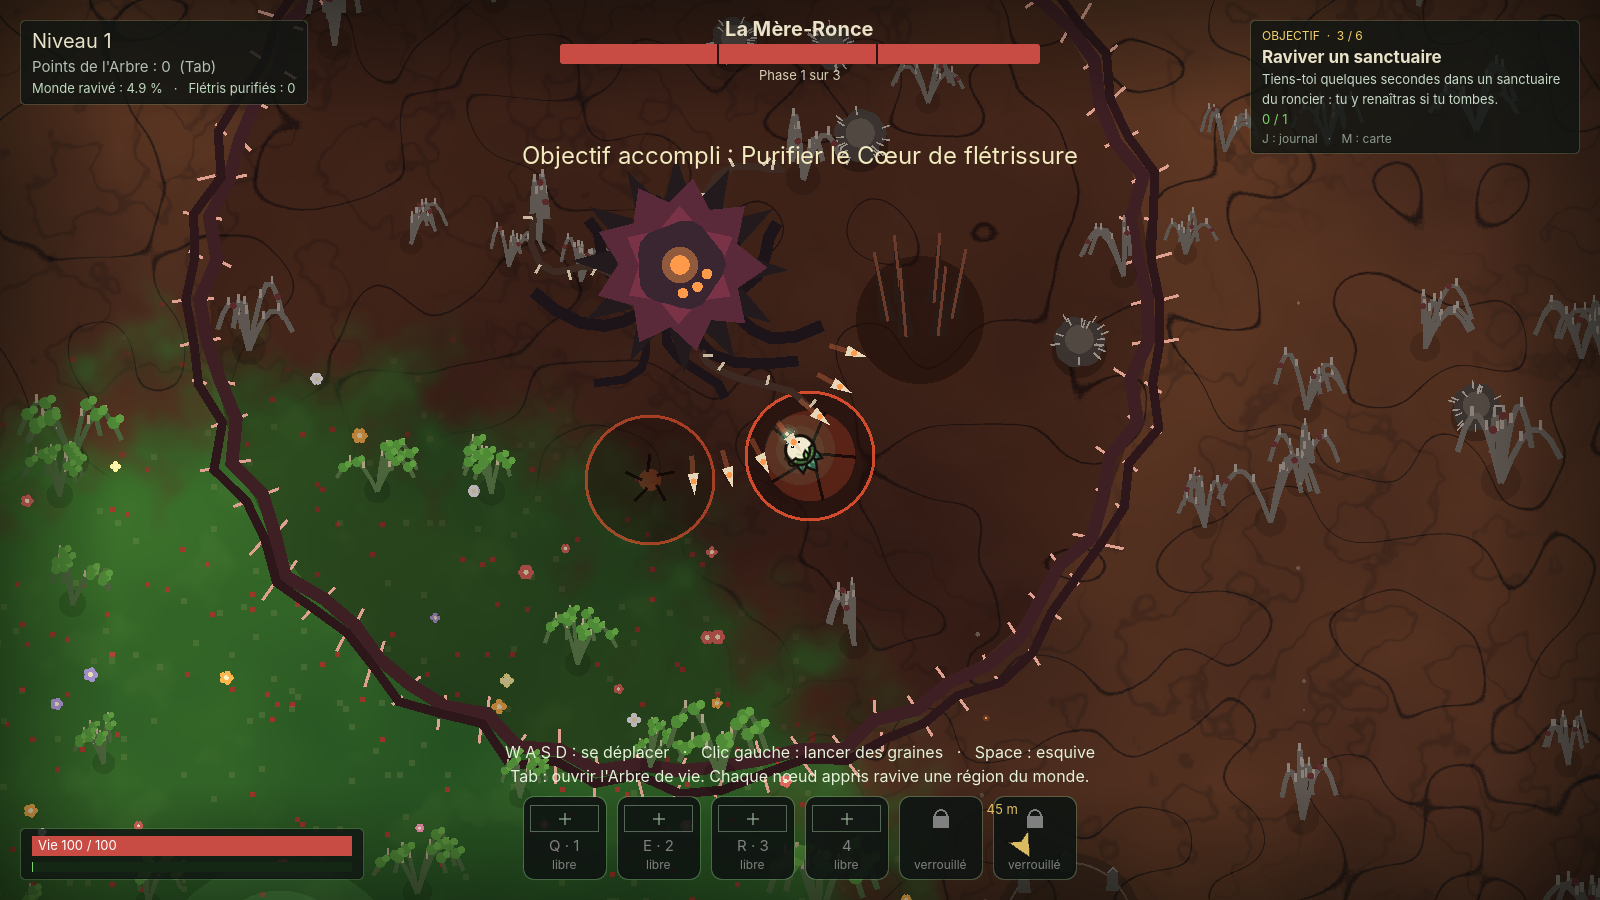 Niveau 1
Points de l'Arbre : 0 (Tab)
Monde ravivé : 4.9 % · Flétris purifiés : 0
La Mère-Ronce
Phase 1 sur 3
OBJECTIF · 3 / 6
Raviver un sanctuaire
Tiens-toi quelques secondes dans un sanctuaire
du roncier : tu y renaîtras si tu tombes.
0 / 1
J : journal · M : carte
Objectif accompli : Purifier le Cœur de flétrissure
W A S D : se déplacer · Clic gauche : lancer des graines · Space : esquive
Tab : ouvrir l'Arbre de vie. Chaque nœud appris ravive une région du monde.
Vie 100 / 100
Q · 1
libre
E · 2
libre
R · 3
libre
4
libre
verrouillé
45 m
verrouillé